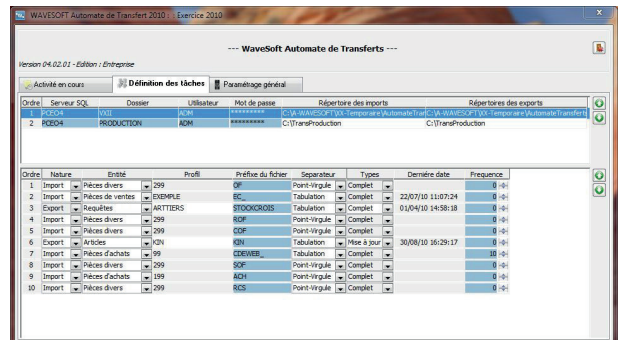 WAVESOFT Automate de Transfert 2010 : : Exercice 2010
--- WaveSoft Automate de Transferts ---
Version 04.02.01 - Edition : Entreprise
Activité en cours Définition des tâches Paramétrage général
Ordre Serveur SQL Dossier Utilisateur Mot de passe Répertoire des imports Répertoires des exports
1 PCEO4 VXII ADM ********* C:\A-WAVESOFT\XX-Temporaire\AutomateTran C:\A-WAVESOFT\XX-Temporaire\AutomateTransferts
2 PCEO4 PRODUCTION ADM ********* C:\TransProduction C:\TransProduction
Ordre Nature Entité Profil Préfixe du fichier Separateur Types Derniére date Frequence
1 Import Pièces divers 299 OF Point-Virgule Complet 0
2 Import Pièces de ventes EXEMPLE EC_ Tabulation Complet 22/07/10 11:07:24 0
3 Export Requêtes ARTTIERS STOCKCROIS Tabulation Complet 01/04/10 14:58:18 0
4 Import Pièces divers 199 ROF Point-Virgule Complet 0
5 Import Pièces divers 199 COF Point-Virgule Complet 0
6 Export Articles KIN KIN Tabulation Mise à jour 30/08/10 16:29:17 0
7 Import Pièces d'achats 99 CDEWEB_ Tabulation Complet 10
8 Import Pièces divers 299 SOF Point-Virgule Complet 0
9 Import Pièces d'achats 199 ACH Point-Virgule Complet 0
10 Import Pièces divers 299 RCS Point-Virgule Complet 0